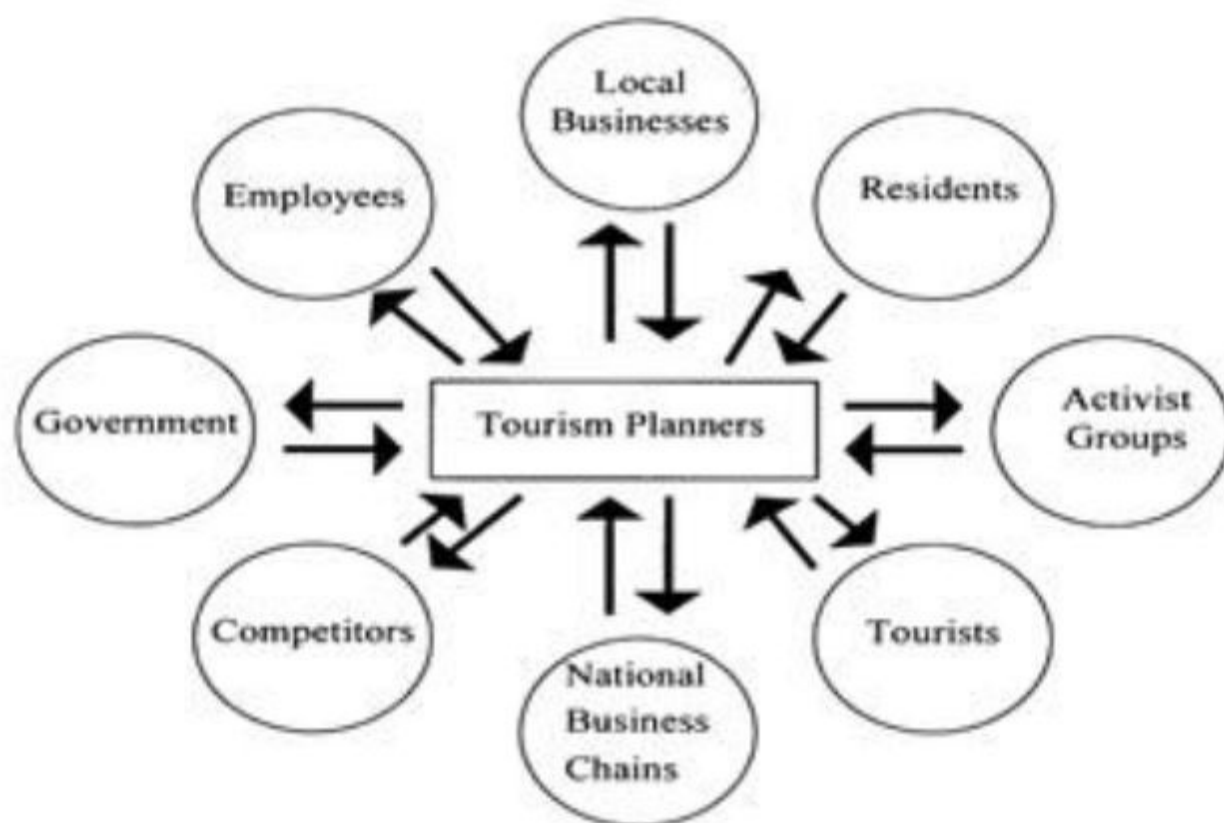 Local
Businesses
Employees
Residents
Government
Tourism Planners
Activist
Groups
Competitors
Tourists
National
Business
Chains